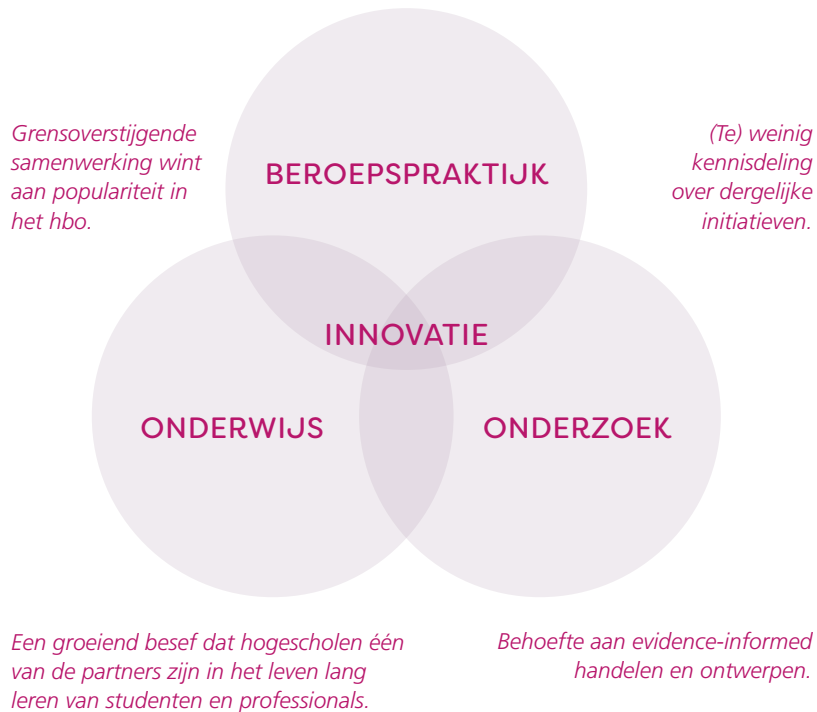 Grensoverstijgende
samenwerking wint
aan populariteit in
het hbo.
(Te) weinig
kennisdeling
over dergelijke
initiatieven.
BEROEPSPRAKTIJK
INNOVATIE
ONDERWIJS
ONDERZOEK
Een groeiend besef dat hogescholen één
van de partners zijn in het leven lang
leren van studenten en professionals.
Behoefte aan evidence-informed
handelen en ontwerpen.